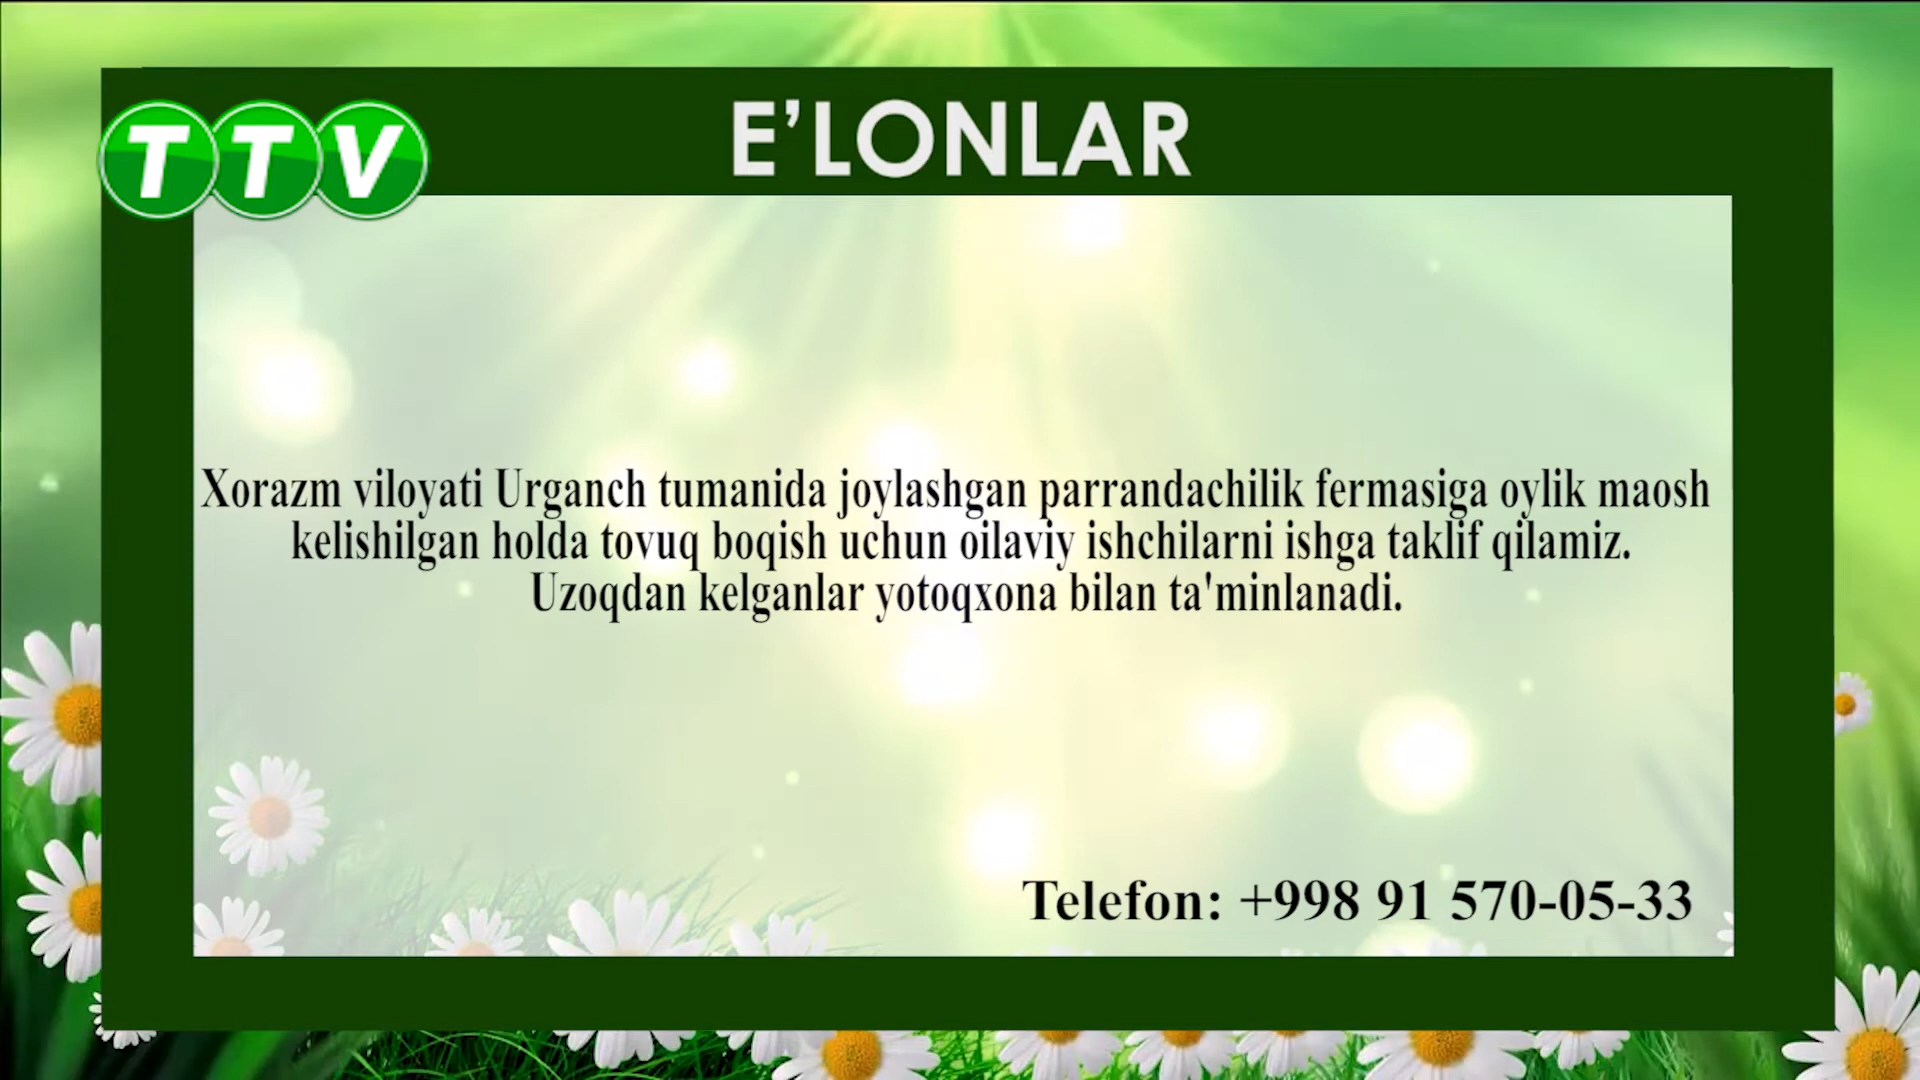 TTV
E’LONLAR
Xorazm viloyati Urganch tumanida joylashgan parrandachilik fermasiga oylik maosh
kelishilgan holda tovuq boqish uchun oilaviy ishchilarni ishga taklif qilamiz.
Uzoqdan kelganlar yotoqxona bilan ta'minlanadi.
Telefon: +998 91 570-05-33